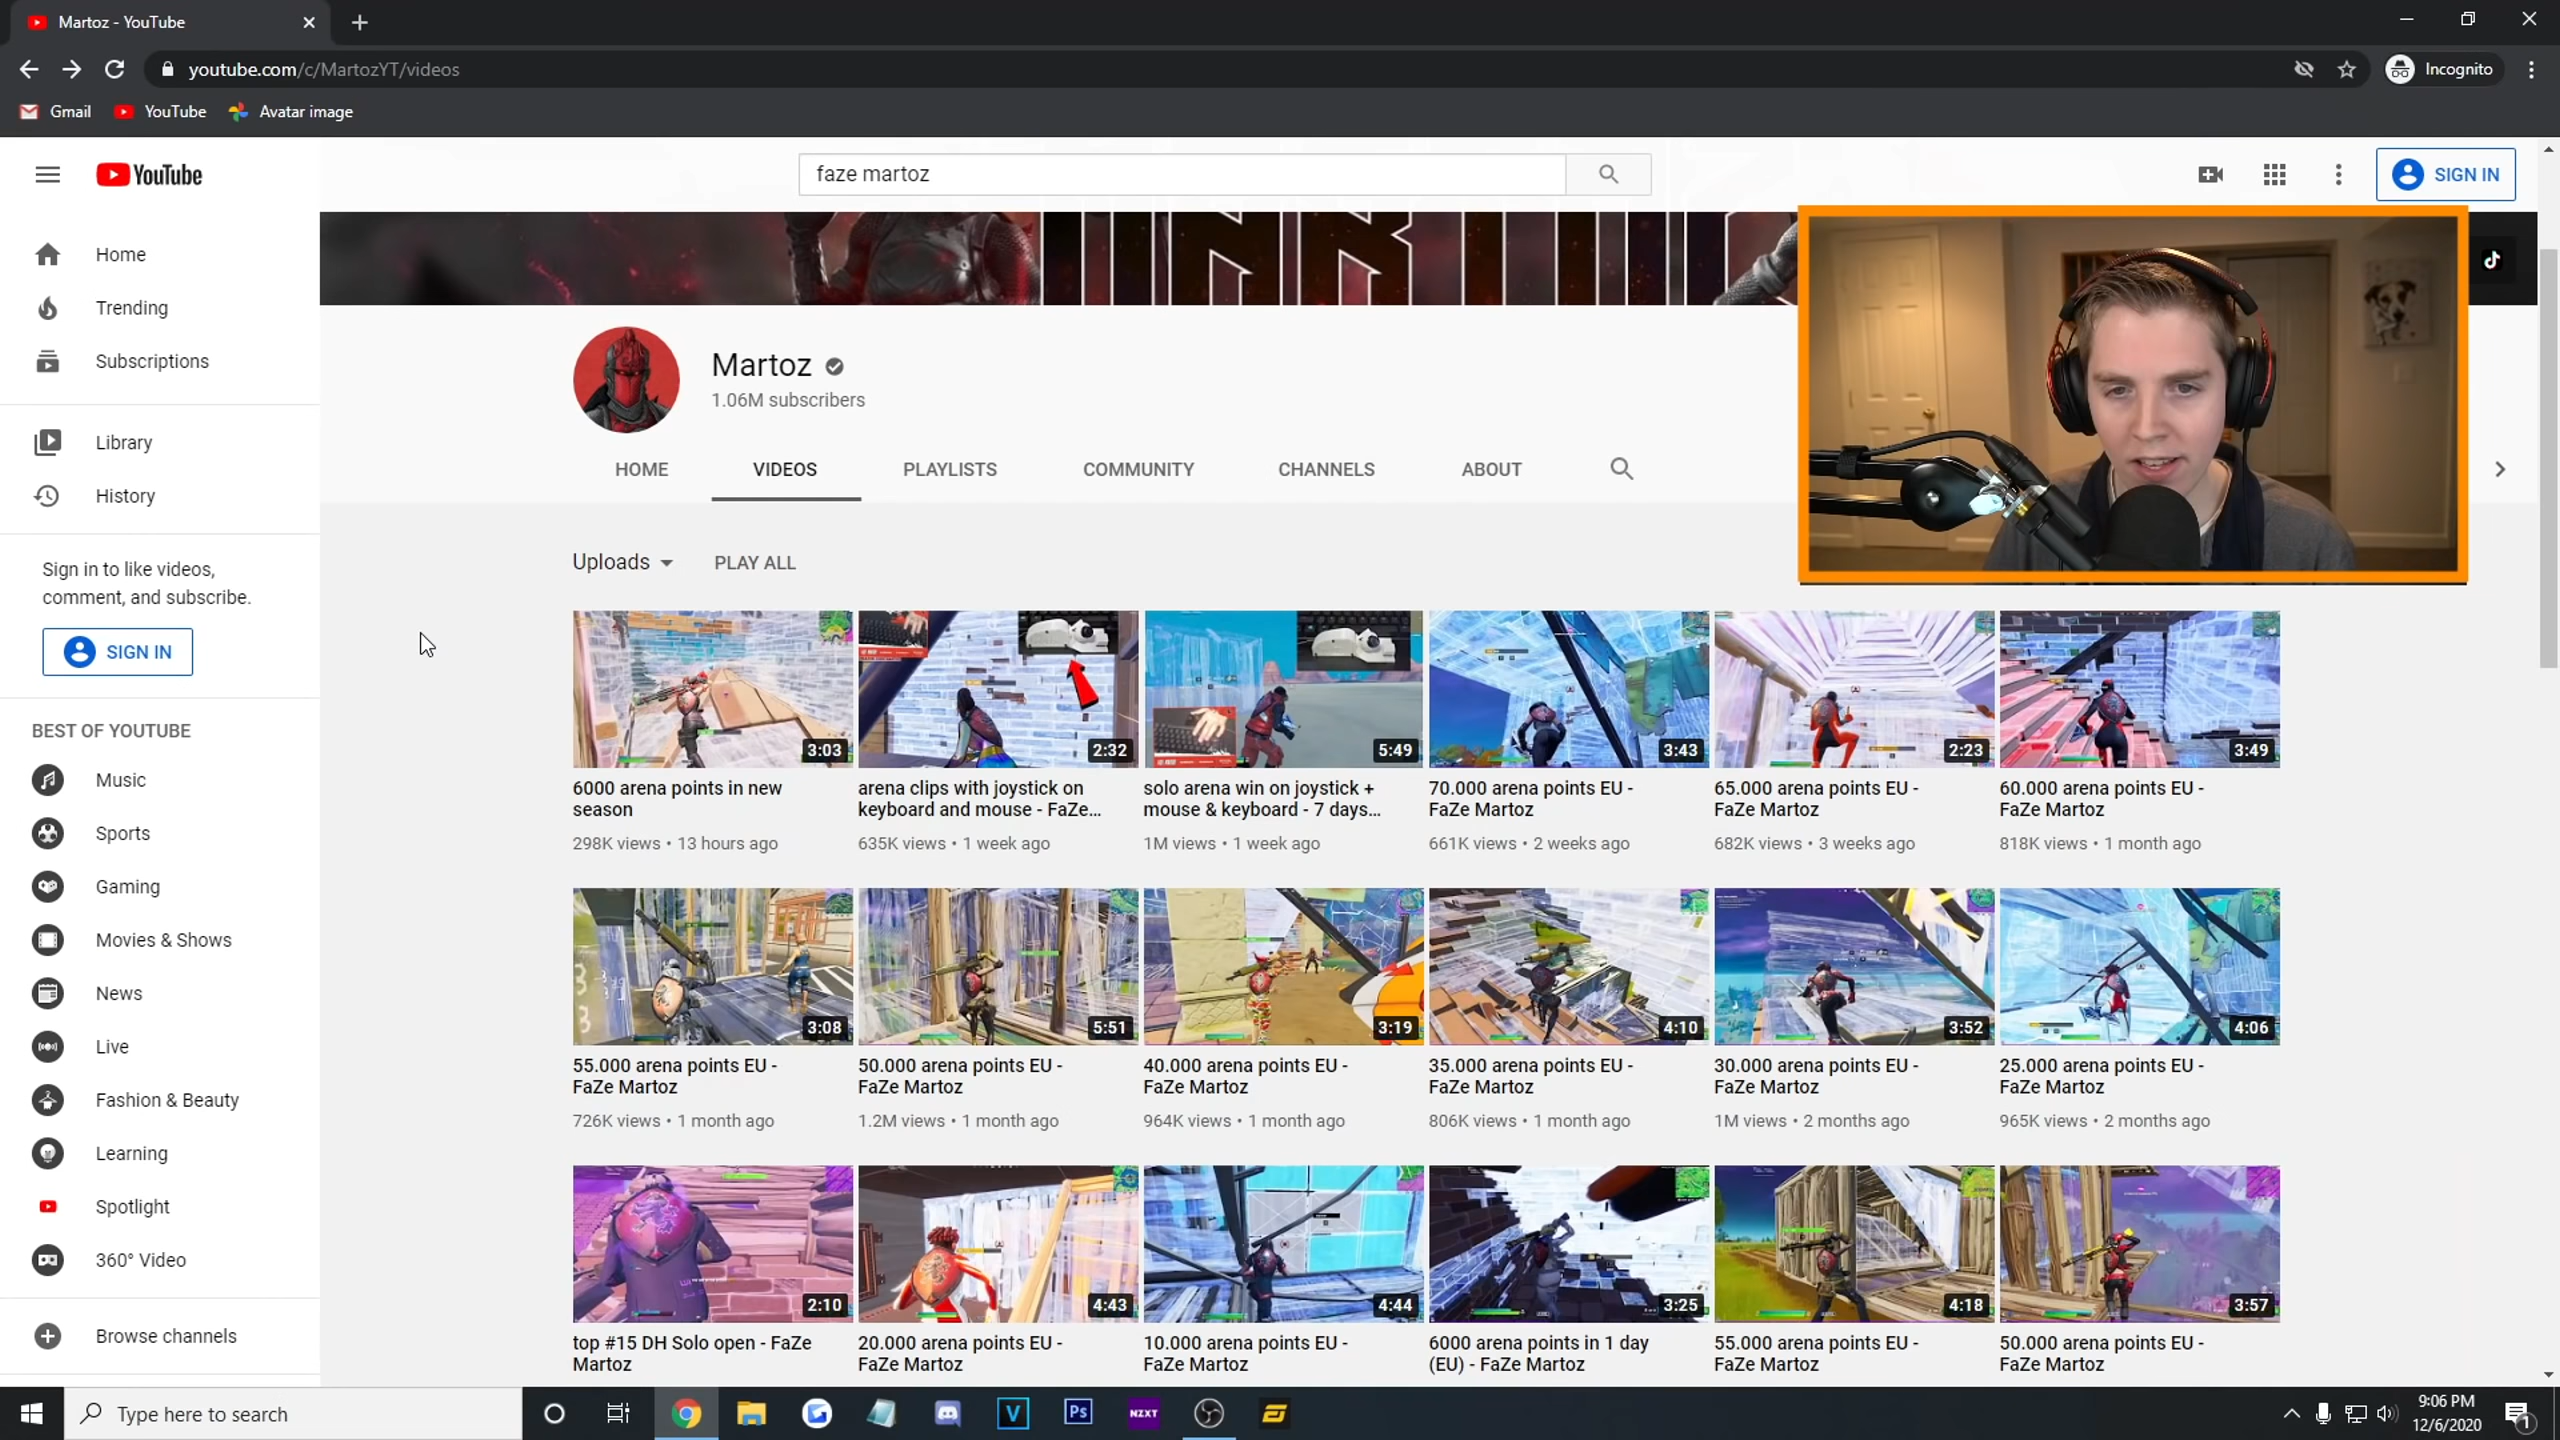 Martoz - YouTube
youtube.com/c/MartozYT/videos
Incognito
Gmail
YouTube
Avatar image
YouTube
faze martoz
SIGN IN
Home
Trending
Subscriptions
Library
History
Sign in to like videos,
comment, and subscribe.
SIGN IN
BEST OF YOUTUBE
Music
Sports
Gaming
Movies & Shows
News
Live
Fashion & Beauty
Learning
Spotlight
360° Video
Browse channels
Martoz
1.06M subscribers
HOME VIDEOS PLAYLISTS COMMUNITY CHANNELS ABOUT
Uploads PLAY ALL
3:03
6000 arena points in new
season
298K views • 13 hours ago
2:32
arena clips with joystick on
keyboard and mouse - FaZe...
635K views • 1 week ago
5:49
solo arena win on joystick +
mouse & keyboard - 7 days...
1M views • 1 week ago
3:43
70.000 arena points EU -
FaZe Martoz
661K views • 2 weeks ago
2:23
65.000 arena points EU -
FaZe Martoz
682K views • 3 weeks ago
3:49
60.000 arena points EU -
FaZe Martoz
818K views • 1 month ago
3:08
55.000 arena points EU -
FaZe Martoz
726K views • 1 month ago
5:51
50.000 arena points EU -
FaZe Martoz
1.2M views • 1 month ago
3:19
40.000 arena points EU -
FaZe Martoz
964K views • 1 month ago
4:10
35.000 arena points EU -
FaZe Martoz
806K views • 1 month ago
3:52
30.000 arena points EU -
FaZe Martoz
1M views • 2 months ago
4:06
25.000 arena points EU -
FaZe Martoz
965K views • 2 months ago
2:10
top #15 DH Solo open - FaZe
Martoz
4:43
20.000 arena points EU -
FaZe Martoz
4:44
10.000 arena points EU -
FaZe Martoz
3:25
6000 arena points in 1 day
(EU) - FaZe Martoz
4:18
55.000 arena points EU -
FaZe Martoz
3:57
50.000 arena points EU -
FaZe Martoz
Type here to search
V
Ps
NZXT
9:06 PM
12/6/2020
1